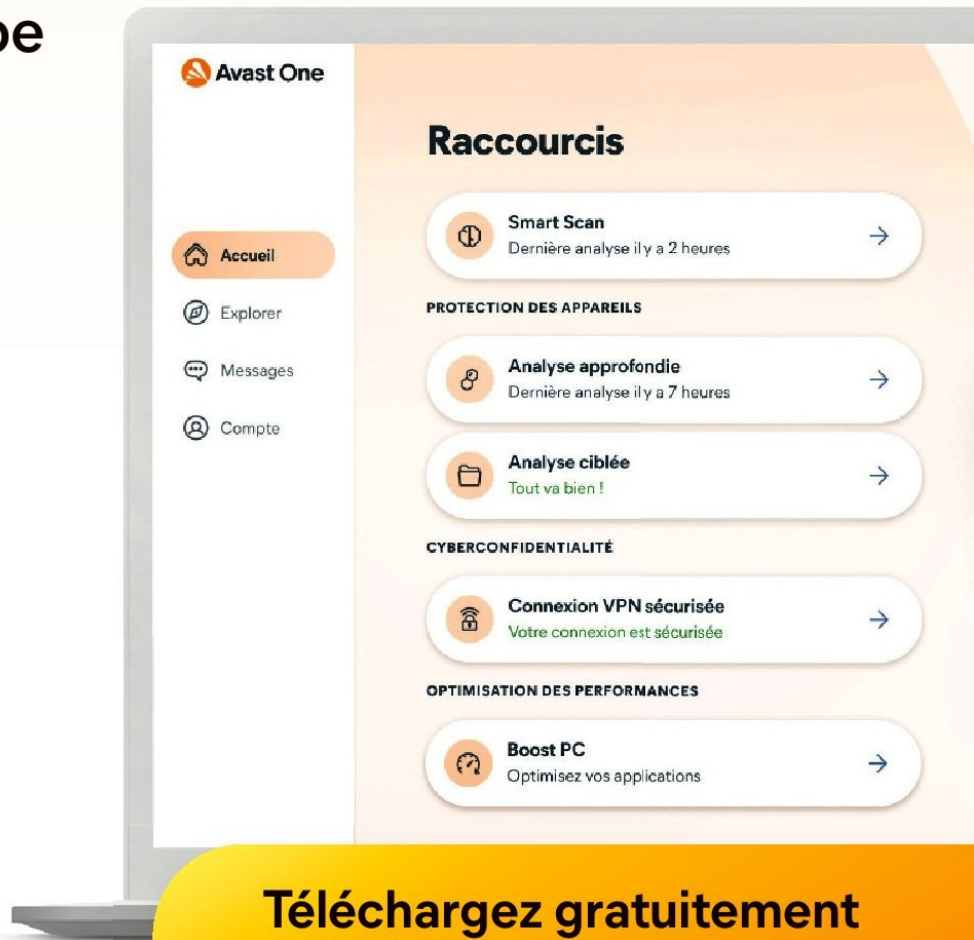 Avast One
Raccourcis
Smart Scan
Dernière analyse il y a 2 heures
Accueil
Explorer
Messages
Compte
PROTECTION DES APPAREILS
Analyse approfondie
Dernière analyse il y a 7 heures
Analyse ciblée
Tout va bien !
CYBERCONFIDENTIALITÉ
Connexion VPN sécurisée
Votre connexion est sécurisée
OPTIMISATION DES PERFORMANCES
Boost PC
Optimisez vos applications
Téléchargez gratuitement